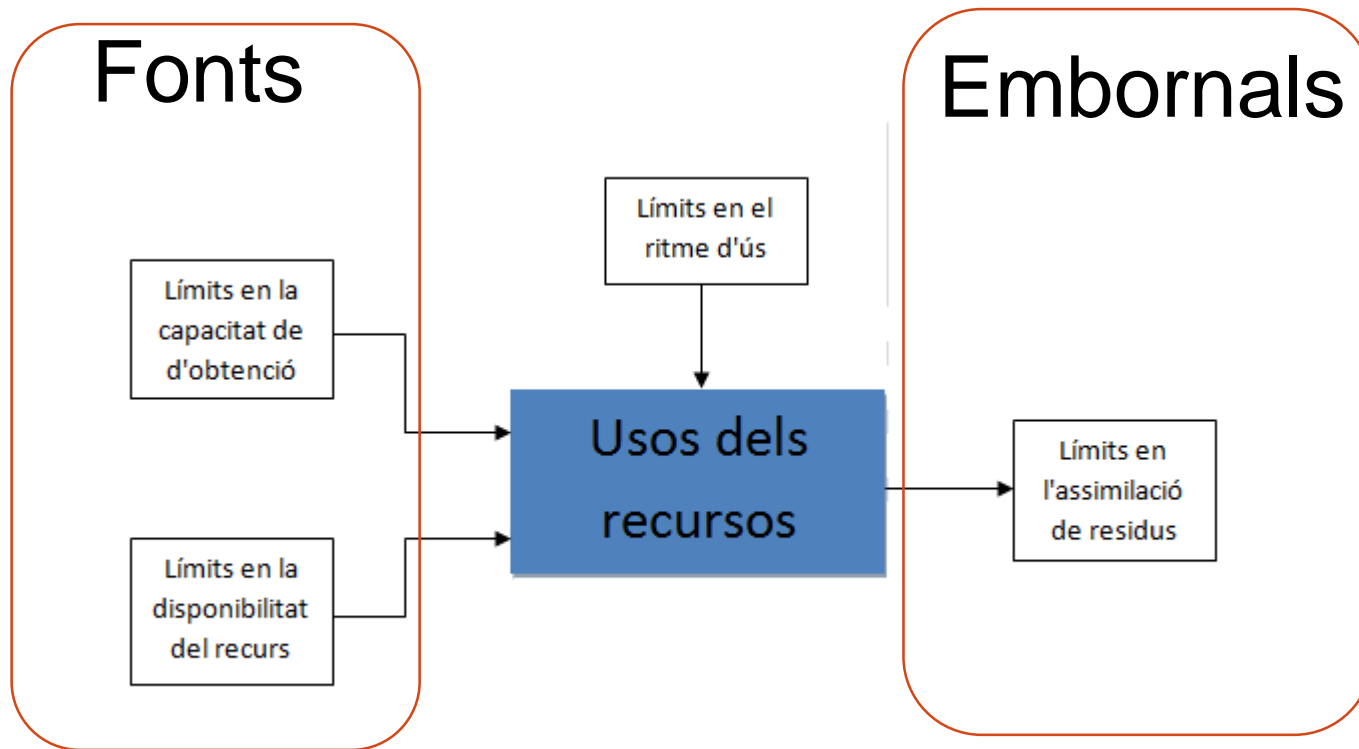 Fonts
Embornals
Límits en el
ritme d'ús
Límits en la
capacitat de
d'obtenció
Usos dels
recursos
Límits en
l'assimilació
de residus
Límits en la
disponibilitat
del recurs